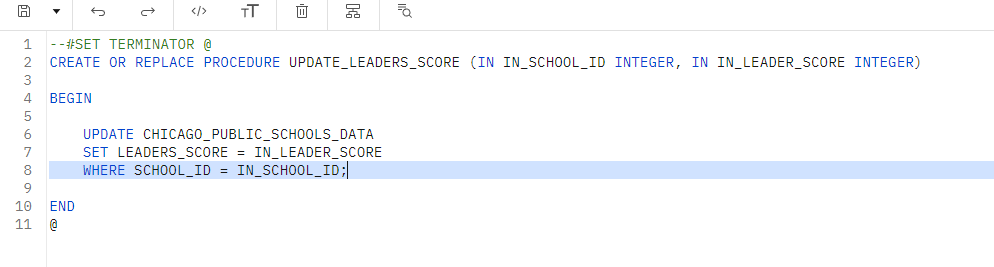 1 --#SET TERMINATOR @
2 CREATE OR REPLACE PROCEDURE UPDATE_LEADERS_SCORE (IN IN_SCHOOL_ID INTEGER, IN IN_LEADER_SCORE INTEGER)
3
4 BEGIN
5
6 UPDATE CHICAGO_PUBLIC_SCHOOLS_DATA
7 SET LEADERS_SCORE = IN_LEADER_SCORE
8 WHERE SCHOOL_ID = IN_SCHOOL_ID;
9
10 END
11 @